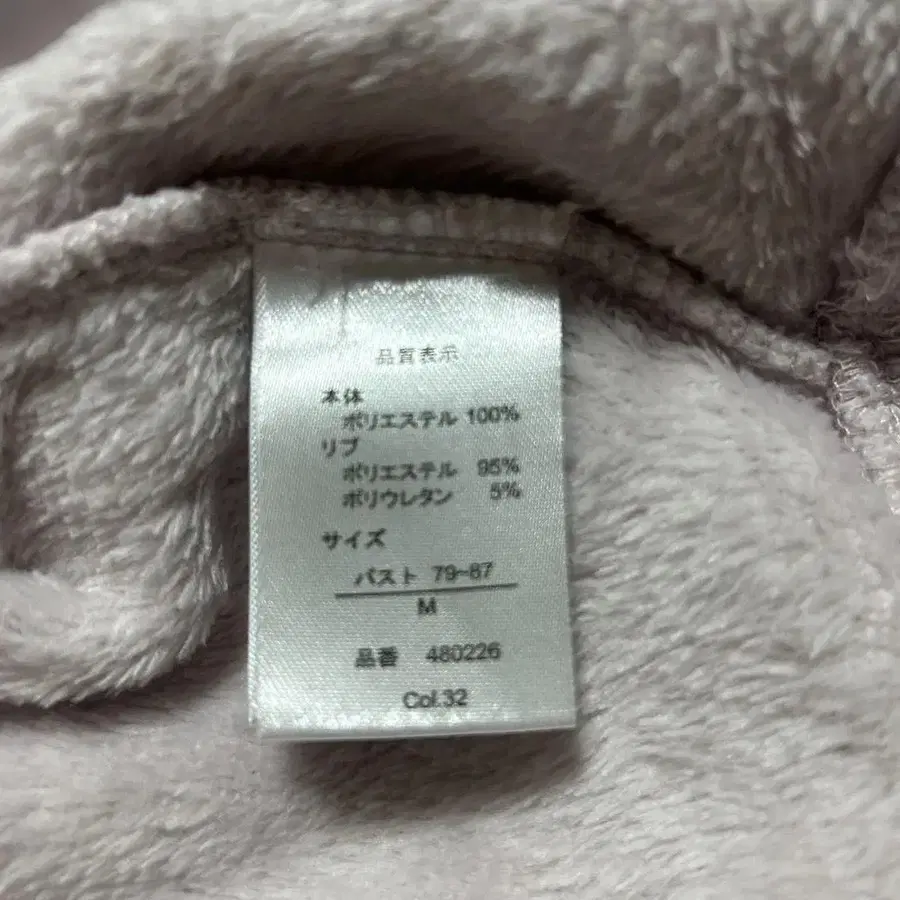 品質表示
本体
ポリエステル 100%
リブ
ポリエステル 95%
ポリウレタン 5%
サイズ
バスト 79-87
M
品番 480226
Col.32